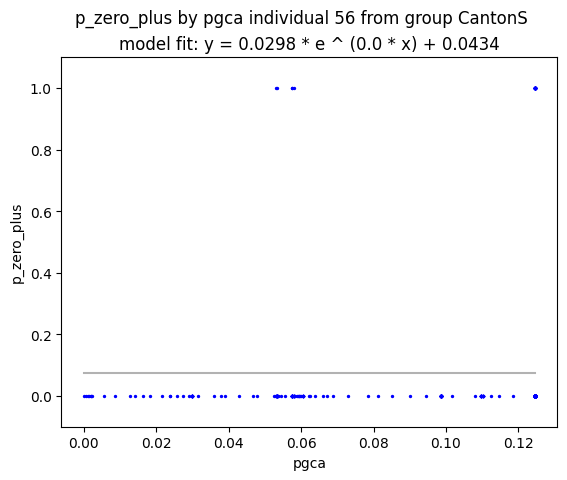 p_zero_plus by pgca individual 56 from group CantonS
model fit: y = 0.0298 * e ^ (0.0 * x) + 0.0434
1.0
0.8
0.6
0.4
0.2
0.0
p_zero_plus
0.00 0.02 0.04 0.06 0.08 0.10 0.12
pgca